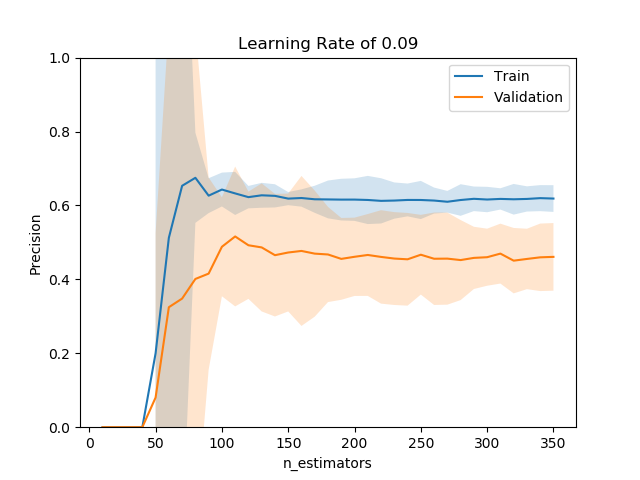 Learning Rate of 0.09
Train
Validation
Precision
1.0
0.8
0.6
0.4
0.2
0.0
0 50 100 150 200 250 300 350
n_estimators